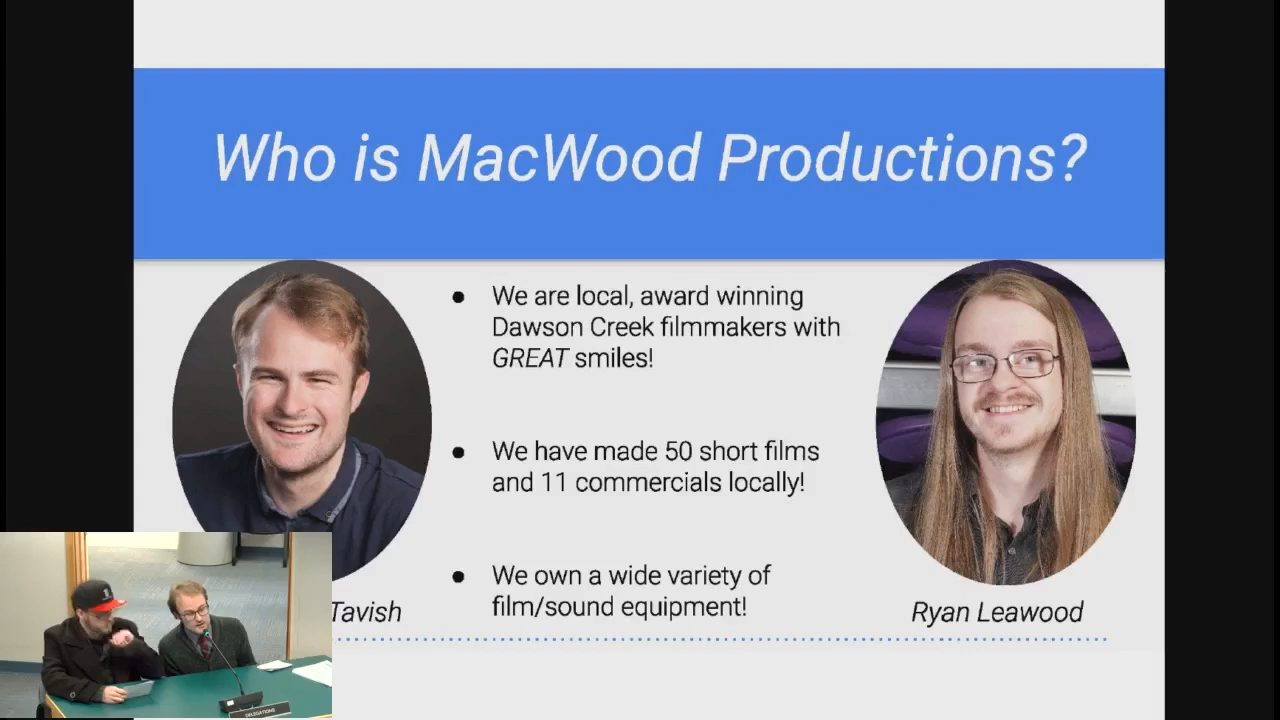 Who is MacWood Productions?
● We are local, award winning
Dawson Creek filmmakers with
GREAT smiles!
● We have made 50 short films
and 11 commercials locally!
● We own a wide variety of
film/sound equipment!
Tavish
Ryan Leawood
DELEGATIONS